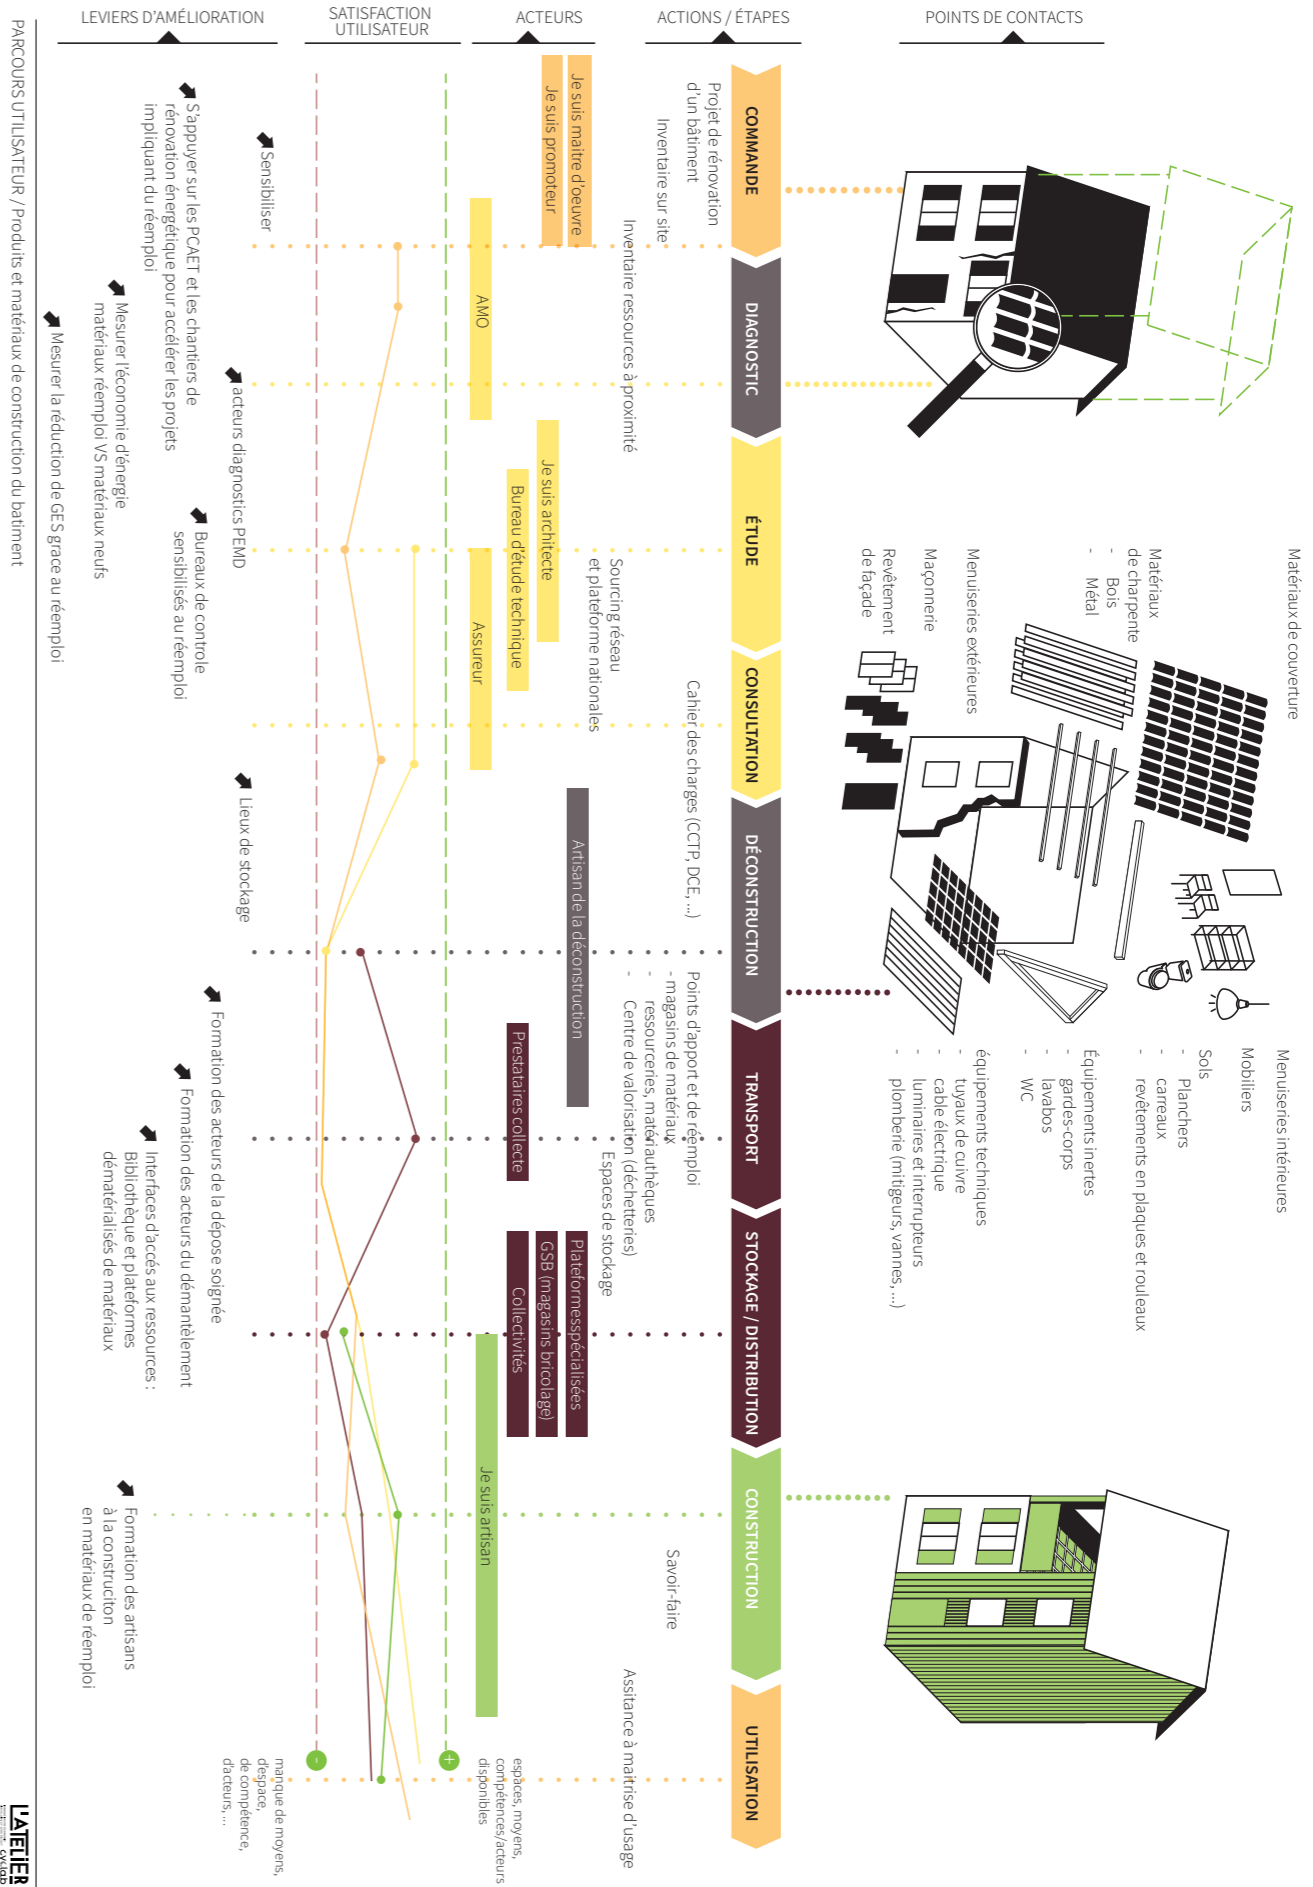 LEVIERS D'AMÉLIORATION
SATISFACTION
UTILISATEUR
ACTEURS
ACTIONS / ÉTAPES
POINTS DE CONTACTS
COMMANDE
DIAGNOSTIC
ÉTUDE
CONSULTATION
DÉCONSTRUCTION
TRANSPORT
STOCKAGE / DISTRIBUTION
CONSTRUCTION
UTILISATION
Matériaux de couverture
Matériaux
de charpente
- Bois
- Métal
Menuiseries extérieures
Maçonnerie
Revêtement
de façade
Menuiseries intérieures
Mobiliers
Sols
- Planchers
- carreaux
- revêtements en plaques et rouleaux
Équipements inertes
- gardes-corps
- lavabos
- WC
équipements techniques
- tuyaux de cuivre
- cable électrique
- luminaires et interrupteurs
- plomberie (mitigeurs, vannes, ...)
Projet de rénovation
d'un bâtiment
Inventaire sur site
Inventaire ressources à proximité
Sourcing réseau
et plateforme nationales
Cahier des charges (CCTP, DCE, ...)
Points d'apport et de réemploi
- magasins de matériaux
- ressourceries, matériauthèques
- Centre de valorisation (déchetteries)
Espaces de stockage
Savoir-faire
Assitance à maitrise d'usage
Je suis maitre d'oeuvre
Je suis promoteur
AMO
Je suis architecte
Bureau d'étude technique
Assureur
Artisan de la déconstruction
Prestataires collecte
Plateformesspécialisées
GSB (magasins bricolage)
Collectivités
Je suis artisan
+
espaces, moyens,
compétences/acteurs
disponibles
-
manque de moyens,
d'espace,
de compétence,
d'acteurs, ...
Sensibiliser
S'appuyer sur les PCAET et les chantiers de
rénovation énergétique pour accélérer les projets
impliquant du réemploi
acteurs diagnostics PEMD
Mesurer l'économie d'énergie
matériaux réemploi VS matériaux neufs
Mesurer la réduction de GES grace au réemploi
Bureaux de controle
sensibilisés au réemploi
Lieux de stockage
Formation des acteurs de la dépose soignée
Formation des acteurs du démantèlement
Interfaces d'accés aux ressources :
Bibliothèque et plateformes
dématérialisés de matériaux
Formation des artisans
à la construciton
en matériaux de réemploi
PARCOURS UTILISATEUR / Produits et matériaux de construction du batiment
L'ATELIER
cyclab